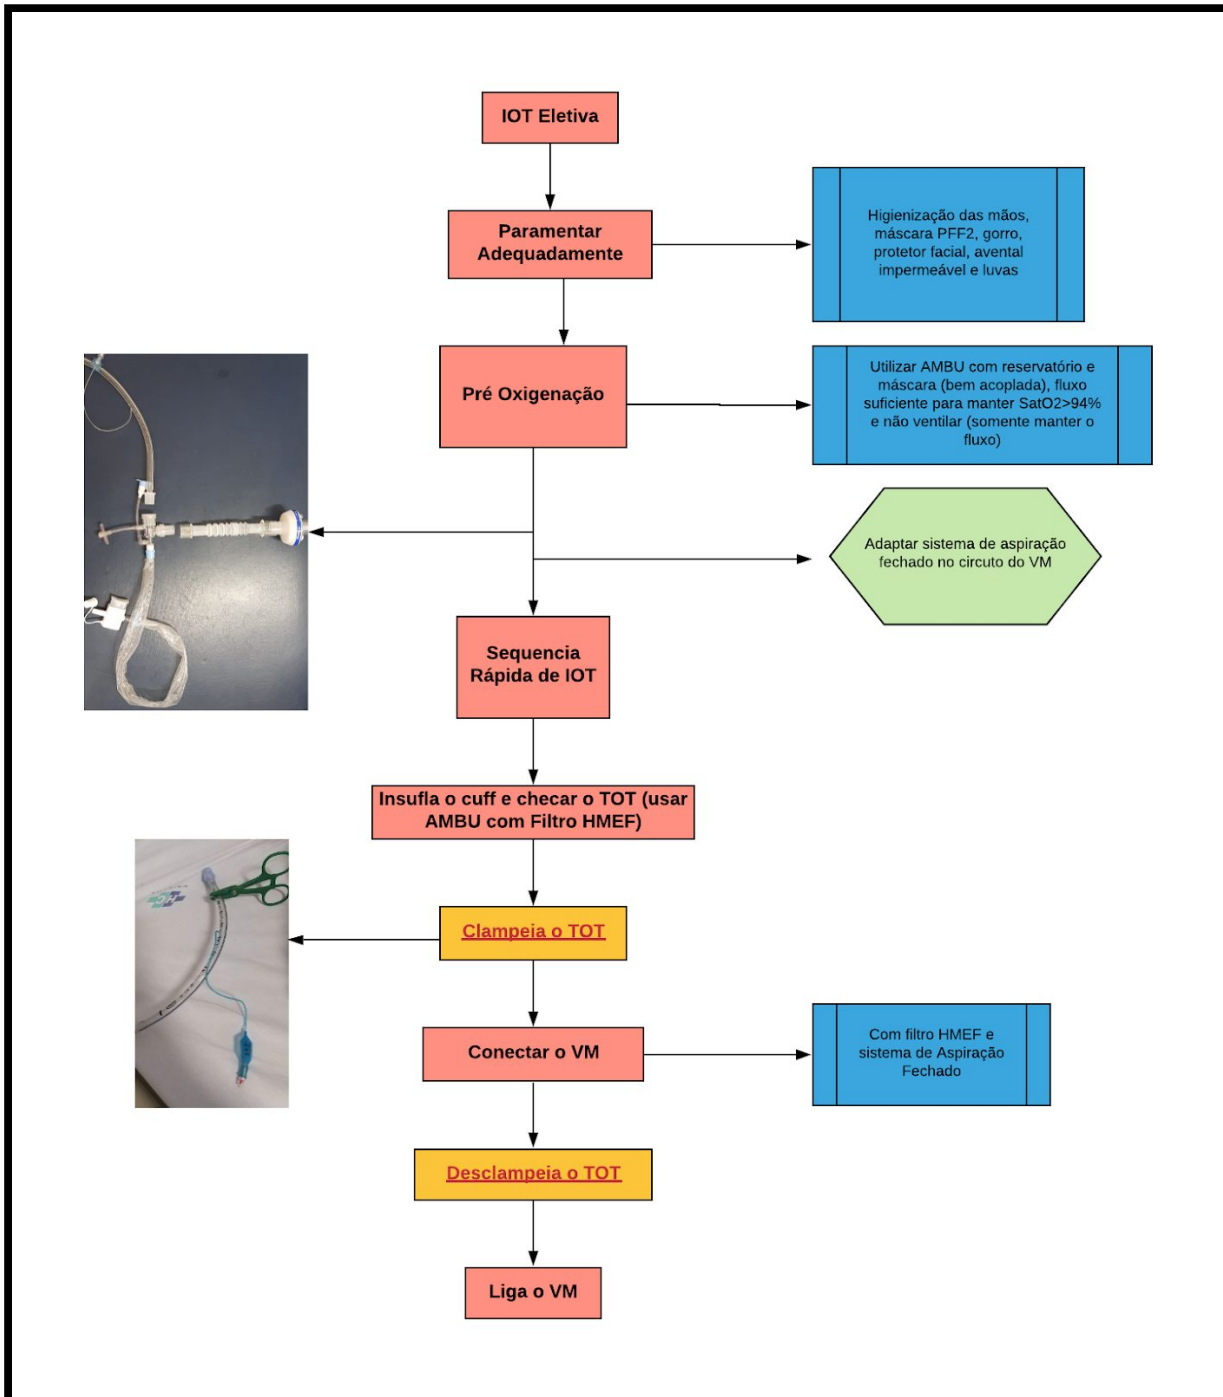 IOT Eletiva
Paramentar
Adequadamente
Higienização das mãos,
máscara PFF2, gorro,
protetor facial, avental
impermeável e luvas
Pré Oxigenação
Utilizar AMBU com reservatório e
máscara (bem acoplada), fluxo
suficiente para manter SatO2>94%
e não ventilar (somente manter o
fluxo)
Adaptar sistema de aspiração
fechado no circuto do VM
Sequencia
Rápida de IOT
Insufla o cuff e checar o TOT (usar
AMBU com Filtro HMEF)
Clampeia o TOT
Conectar o VM
Com filtro HMEF e
sistema de Aspiração
Fechado
Desclampeia o TOT
Liga o VM